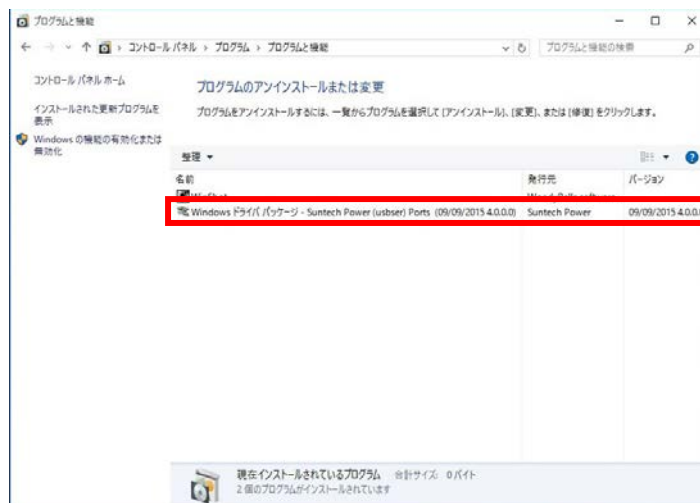 プログラムと機能
コントロール パネル › プログラム › プログラムと機能
プログラムと機能の検索
コントロール パネル ホーム
インストールされた更新プログラムを
表示
Windows の機能の有効化または
無効化
プログラムのアンインストールまたは変更
プログラムをアンインストールするには、一覧からプログラムを選択して [アンインストール]、[変更]、または [修復] をクリックします。
整理
名前 発行元 バージョン
Windows ドライバ パッケージ - Suntech Power (usbser) Ports (09/09/2015 4.0.0.0) Suntech Power 09/09/2015 4.0.0.
現在インストールされているプログラム 合計サイズ: 0 バイト
2 個のプログラムがインストールされています